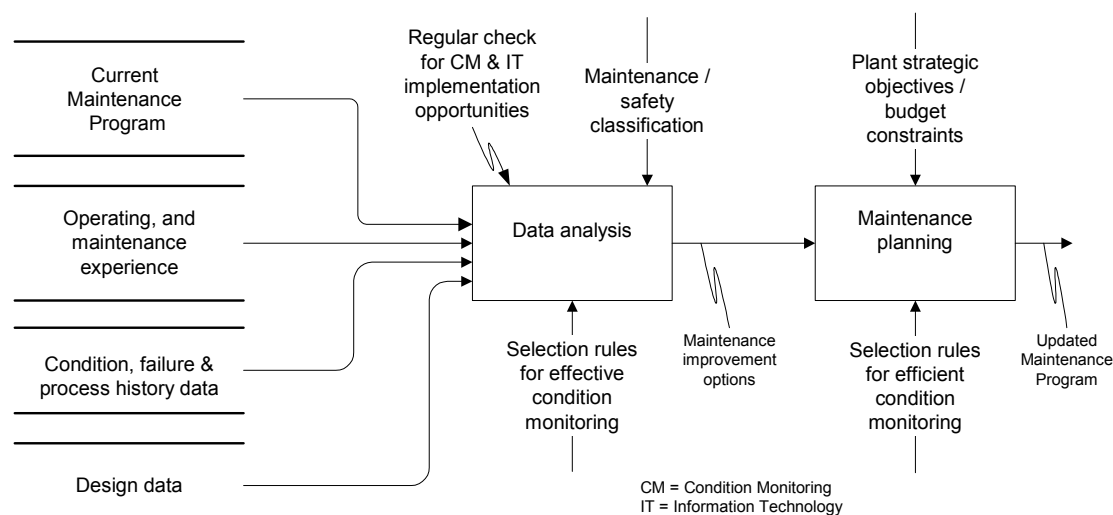 Current
Maintenance
Program
Operating, and
maintenance
experience
Condition, failure &
process history data
Design data
Regular check
for CM & IT
implementation
opportunities
Maintenance /
safety
classification
Data analysis
Selection rules
for effective
condition
monitoring
Maintenance
improvement
options
Plant strategic
objectives /
budget
constraints
Maintenance
planning
Selection rules
for efficient
condition
monitoring
Updated
Maintenance
Program
CM = Condition Monitoring
IT = Information Technology